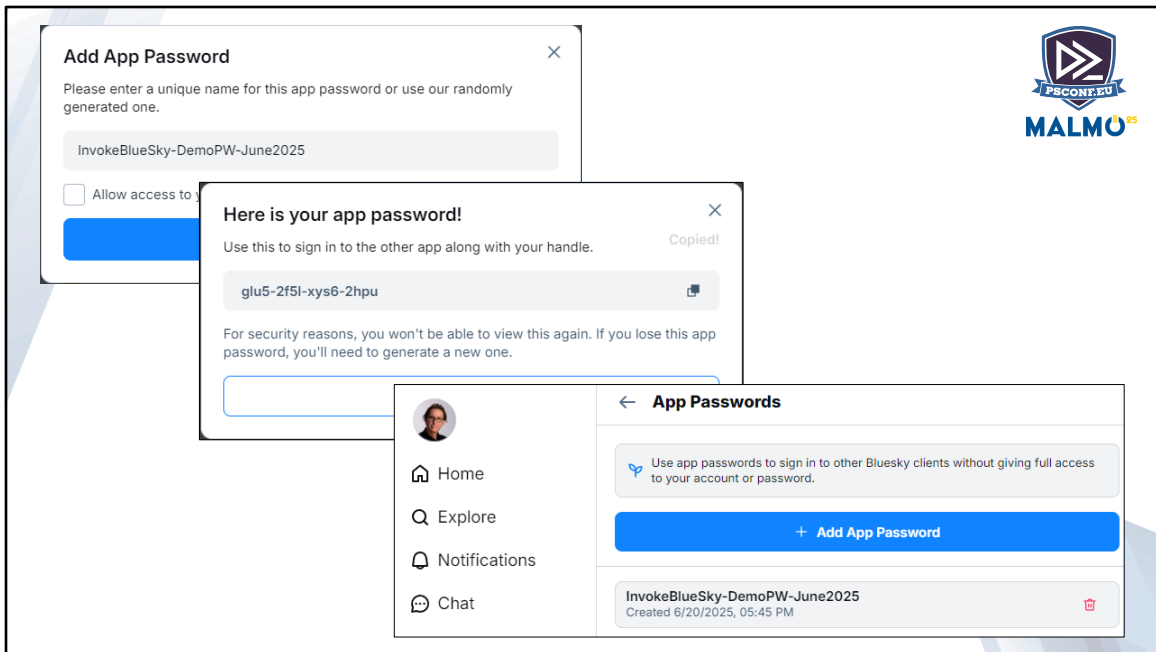 Add App Password
Please enter a unique name for this app password or use our randomly
generated one.
InvokeBlueSky-DemoPW-June2025
Allow access to
Here is your app password!
Use this to sign in to the other app along with your handle.
Copied!
glu5-2f5l-xys6-2hpu
For security reasons, you won't be able to view this again. If you lose this app
password, you'll need to generate a new one.
Home
Explore
Notifications
Chat
App Passwords
Use app passwords to sign in to other Bluesky clients without giving full access
to your account or password.
+ Add App Password
InvokeBlueSky-DemoPW-June2025
Created 6/20/2025, 05:45 PM
PSCONF.EU
MALMÖ25